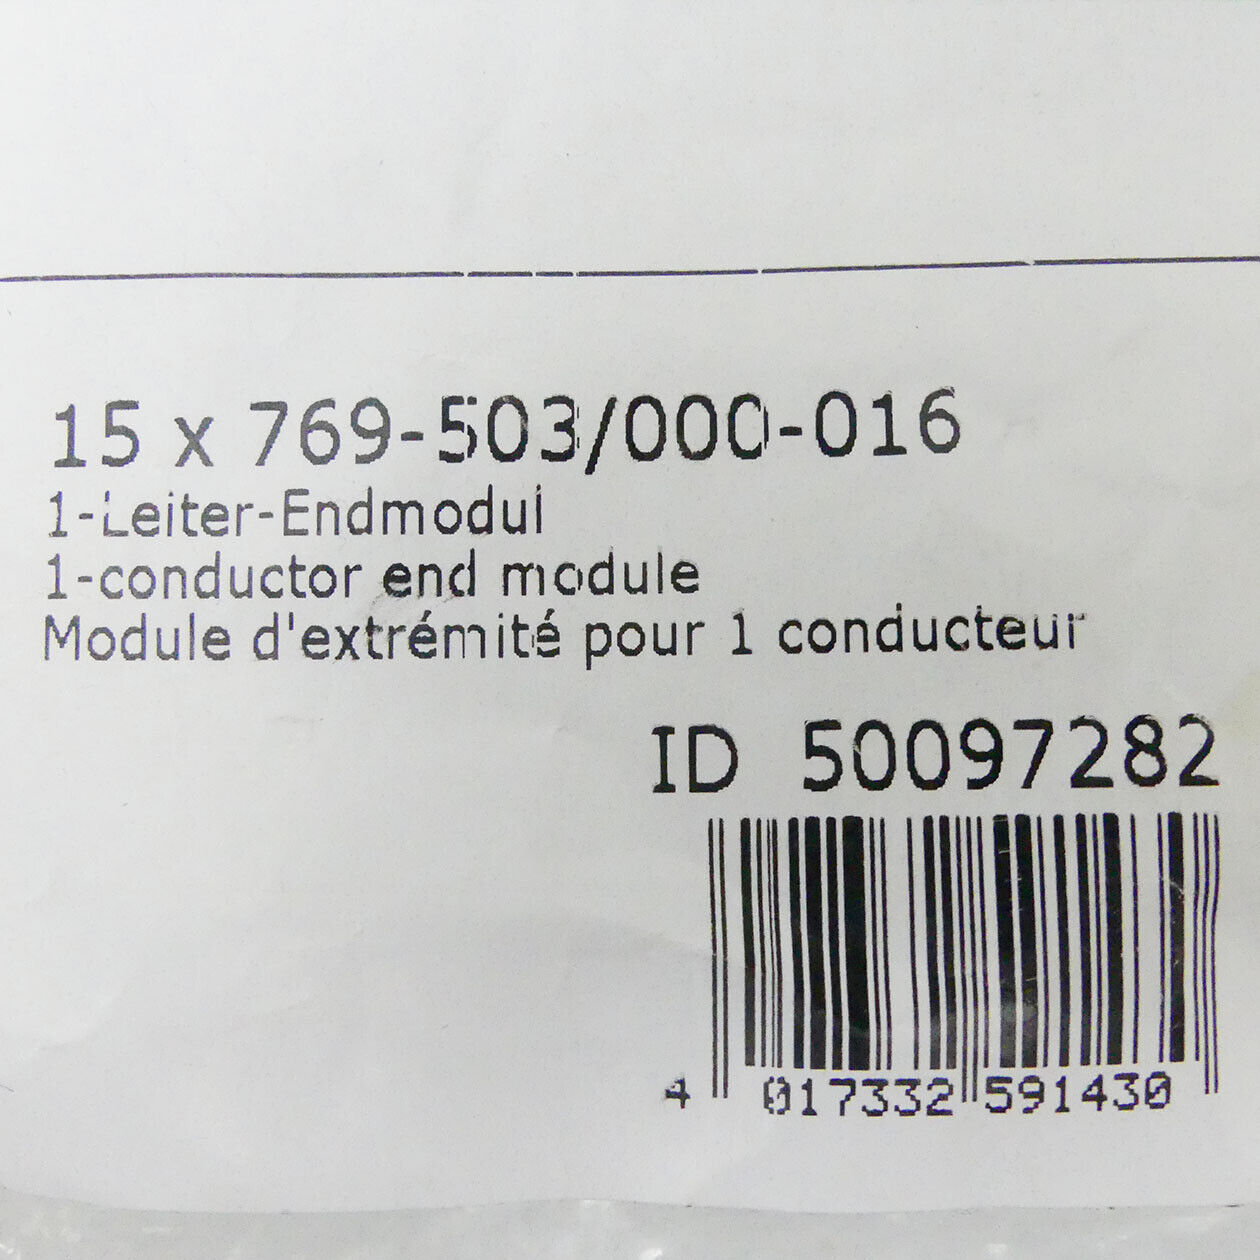 15 x 769-503/000-016
1-Leiter-Endmodul
1-conductor end module
Module d'extrémité pour 1 conducteur
ID 50097282
4 017332 591430